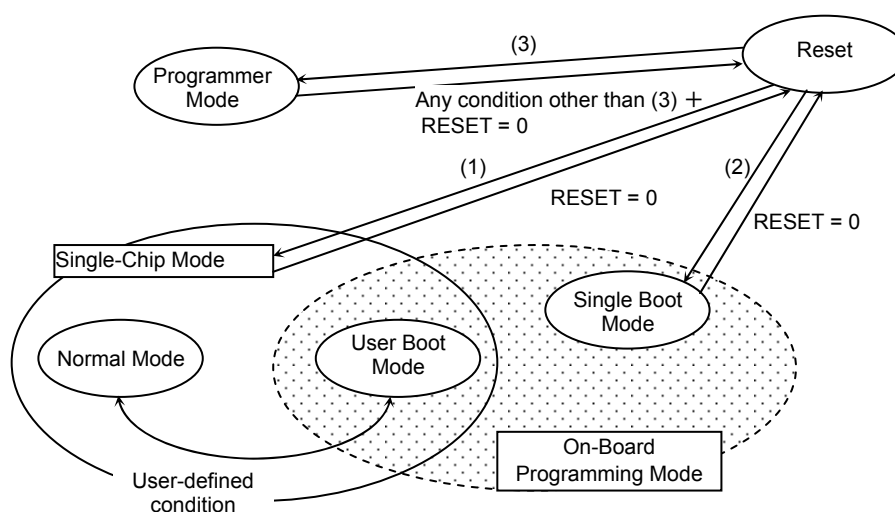 (3)
Reset
Programmer
Mode
Any condition other than (3) +
RESET = 0
(1)
(2)
RESET = 0
RESET = 0
Single-Chip Mode
Single Boot
Mode
Normal Mode
User Boot
Mode
On-Board
Programming Mode
User-defined
condition